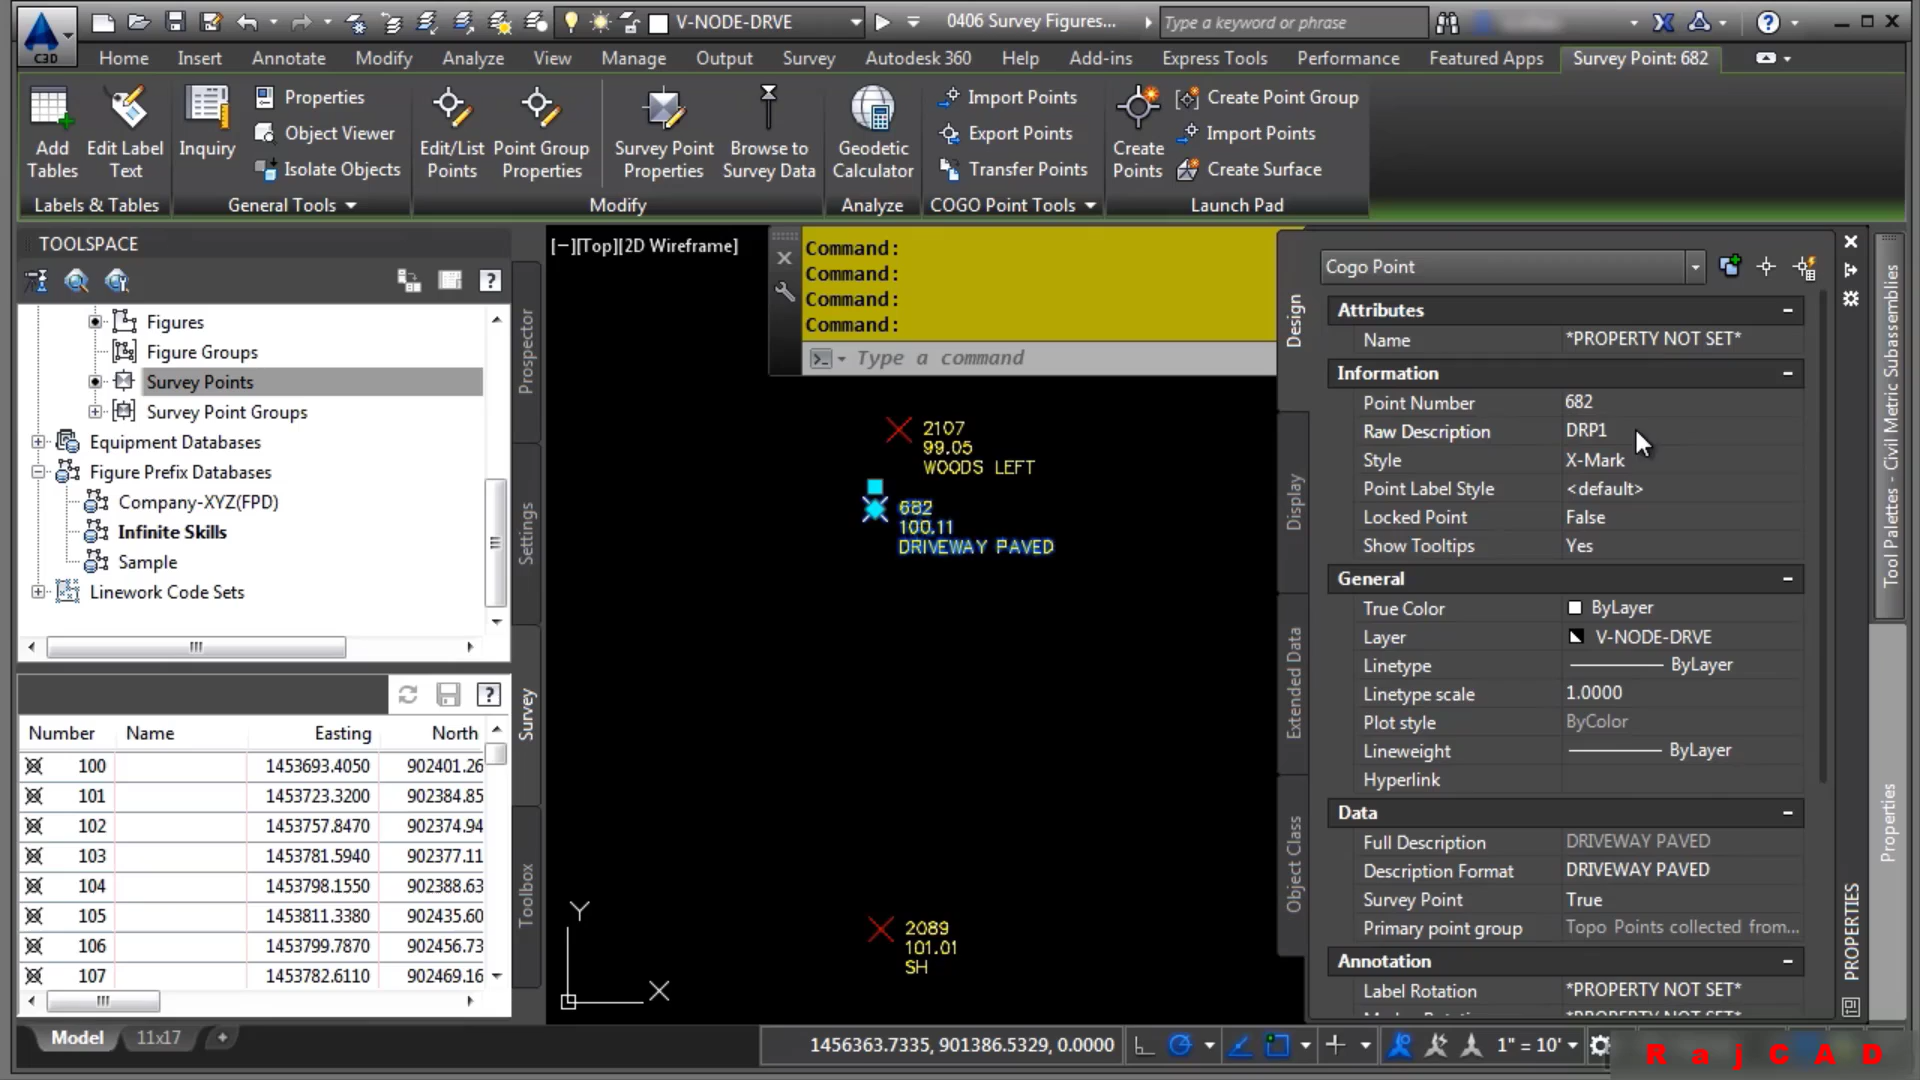 V-NODE-DRVE
0406 Survey Figures...
Type a keyword or phrase
C3D
Home
Insert
Annotate
Modify
Analyze
View
Manage
Output
Survey
Autodesk 360
Help
Add-ins
Express Tools
Performance
Featured Apps
Survey Point: 682
Add Tables
Edit Label Text
Inquiry
Properties
Object Viewer
Isolate Objects
Edit/List Points
Point Group Properties
Survey Point Properties
Browse to Survey Data
Geodetic Calculator
Import Points
Export Points
Transfer Points
Create Points
Create Point Group
Import Points
Create Surface
Labels & Tables
General Tools
Modify
Analyze
COGO Point Tools
Launch Pad
TOOLSPACE
Figures
Figure Groups
Survey Points
Survey Point Groups
Equipment Databases
Figure Prefix Databases
Company-XYZ(FPD)
Infinite Skills
Sample
Linework Code Sets
Prospector
Settings
Survey
Toolbox
Number Name Easting North
100 1453693.4050 902401.26
101 1453723.3200 902384.85
102 1453757.8470 902374.94
103 1453781.5940 902377.11
104 1453798.1550 902388.63
105 1453811.3380 902435.60
106 1453799.7870 902456.73
107 1453782.6110 902469.16
[−][Top][2D Wireframe]
Command:
Command:
Command:
Command:
Type a command
2107
99.05
WOODS LEFT
682
100.11
DRIVEWAY PAVED
2089
101.01
SH
Y
X
Design
Display
Extended Data
Object Class
Cogo Point
Attributes
Name *PROPERTY NOT SET*
Information
Point Number 682
Raw Description DRP1
Style X-Mark
Point Label Style <default>
Locked Point False
Show Tooltips Yes
General
True Color ByLayer
Layer V-NODE-DRVE
Linetype ByLayer
Linetype scale 1.0000
Plot style ByColor
Lineweight ByLayer
Hyperlink
Data
Full Description DRIVEWAY PAVED
Description Format DRIVEWAY PAVED
Survey Point True
Primary point group Topo Points collected from...
Annotation
Label Rotation *PROPERTY NOT SET*
PROPERTIES
Tool Palettes - Civil Metric Subassemblies
Properties
Model
11x17
1456363.7335, 901386.5329, 0.0000
1" = 10'
RajCAD